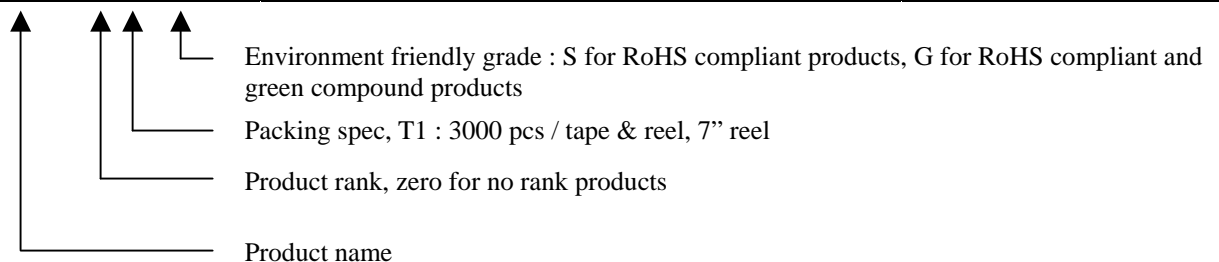 Environment friendly grade : S for RoHS compliant products, G for RoHS compliant and
green compound products
Packing spec, T1 : 3000 pcs / tape & reel, 7” reel
Product rank, zero for no rank products
Product name